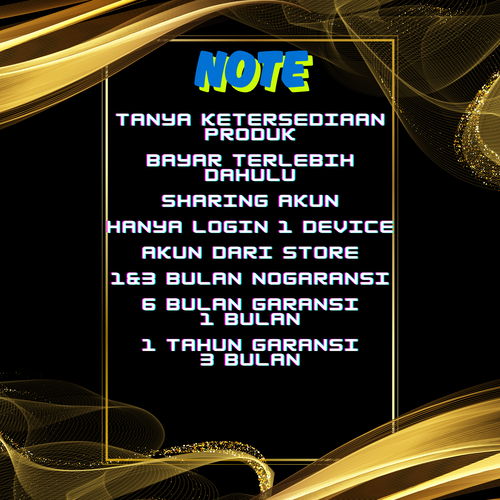 NOTE
TANYA KETERSEDIAAN
PRODUK
BAYAR TERLEBIH
DAHULU
SHARING AKUN
HANYA LOGIN 1 DEVICE
AKUN DARI STORE
1&3 BULAN NOGARANSI
6 BULAN GARANSI
1 BULAN
1 TAHUN GARANSI
3 BULAN